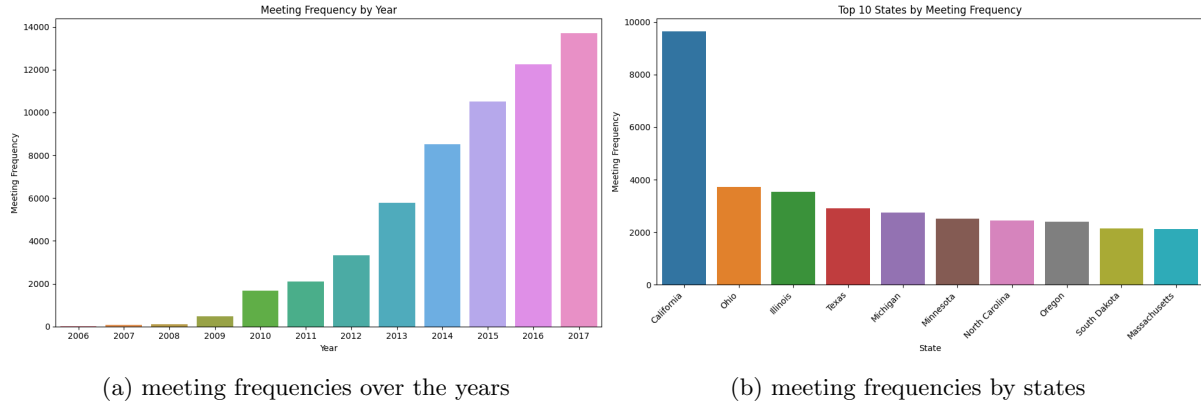 Meeting Frequency by Year
Meeting Frequency
14000
12000
10000
8000
6000
4000
2000
0
2006 2007 2008 2009 2010 2011 2012 2013 2014 2015 2016 2017
Year
(a) meeting frequencies over the years
Top 10 States by Meeting Frequency
Meeting Frequency
10000
8000
6000
4000
2000
0
California Ohio Illinois Texas Michigan Minnesota North Carolina Oregon South Dakota Massachusetts
State
(b) meeting frequencies by states